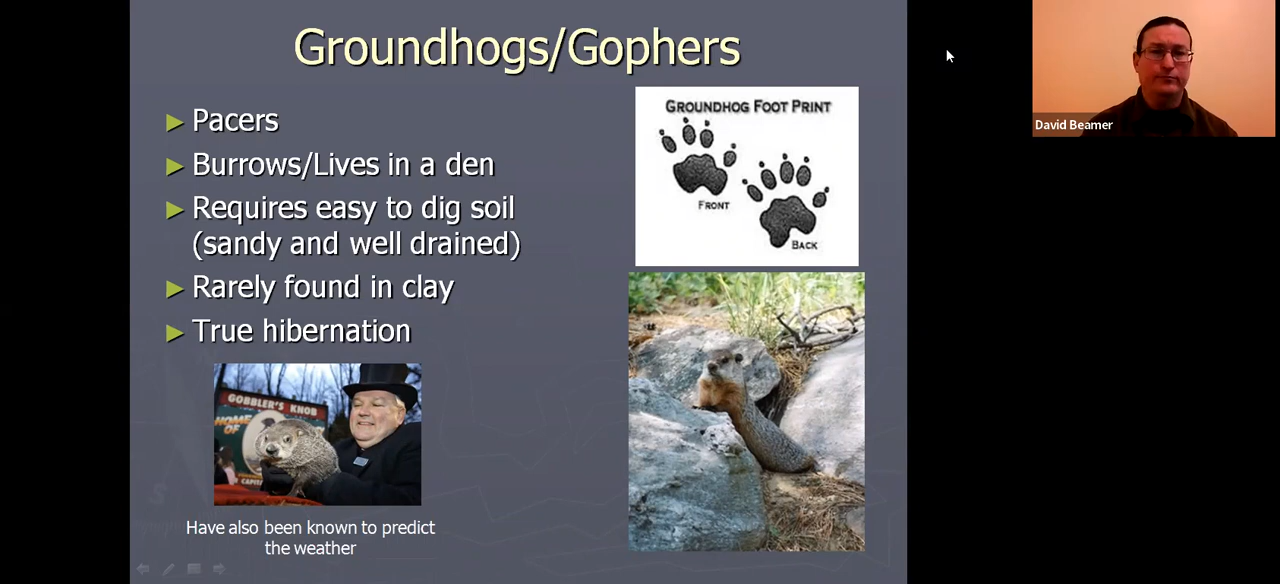 Groundhogs/Gophers
Pacers
Burrows/Lives in a den
Requires easy to dig soil
(sandy and well drained)
Rarely found in clay
True hibernation
GROUNDHOG FOOT PRINT
FRONT
BACK
GOBBLER'S KNOB
HOME
OF
Have also been known to predict
the weather
David Beamer